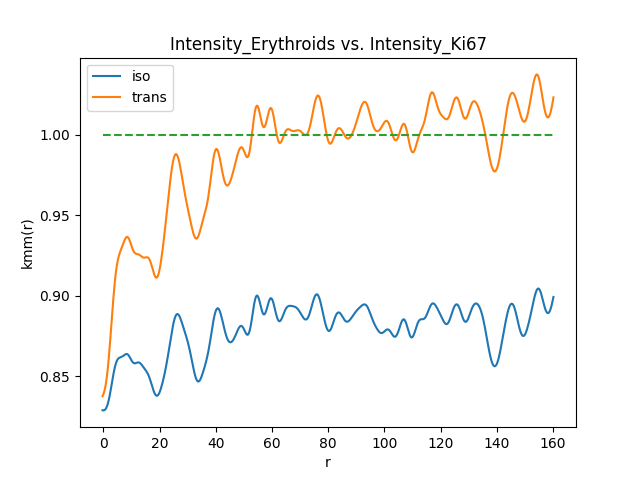 Intensity_Erythroids vs. Intensity_Ki67
iso
trans
1.00
0.95
0.90
0.85
kmm(r)
0 20 40 60 80 100 120 140 160
r